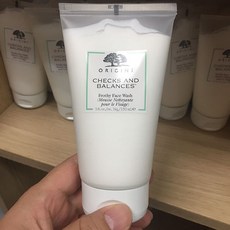 ORIGINS
CHECKS AND
BALANCES™
Frothy Face Wash
Mousse Nettoyante
pour le Visage